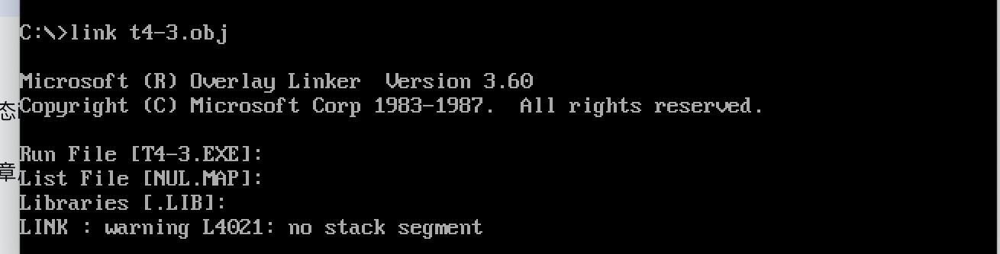 C:\>link t4-3.obj
Microsoft (R) Overlay Linker  Version 3.60
Copyright (C) Microsoft Corp 1983-1987.  All rights reserved.
态
章
Run File [T4-3.EXE]:
List File [NUL.MAP]:
Libraries [.LIB]:
LINK : warning L4021: no stack segment